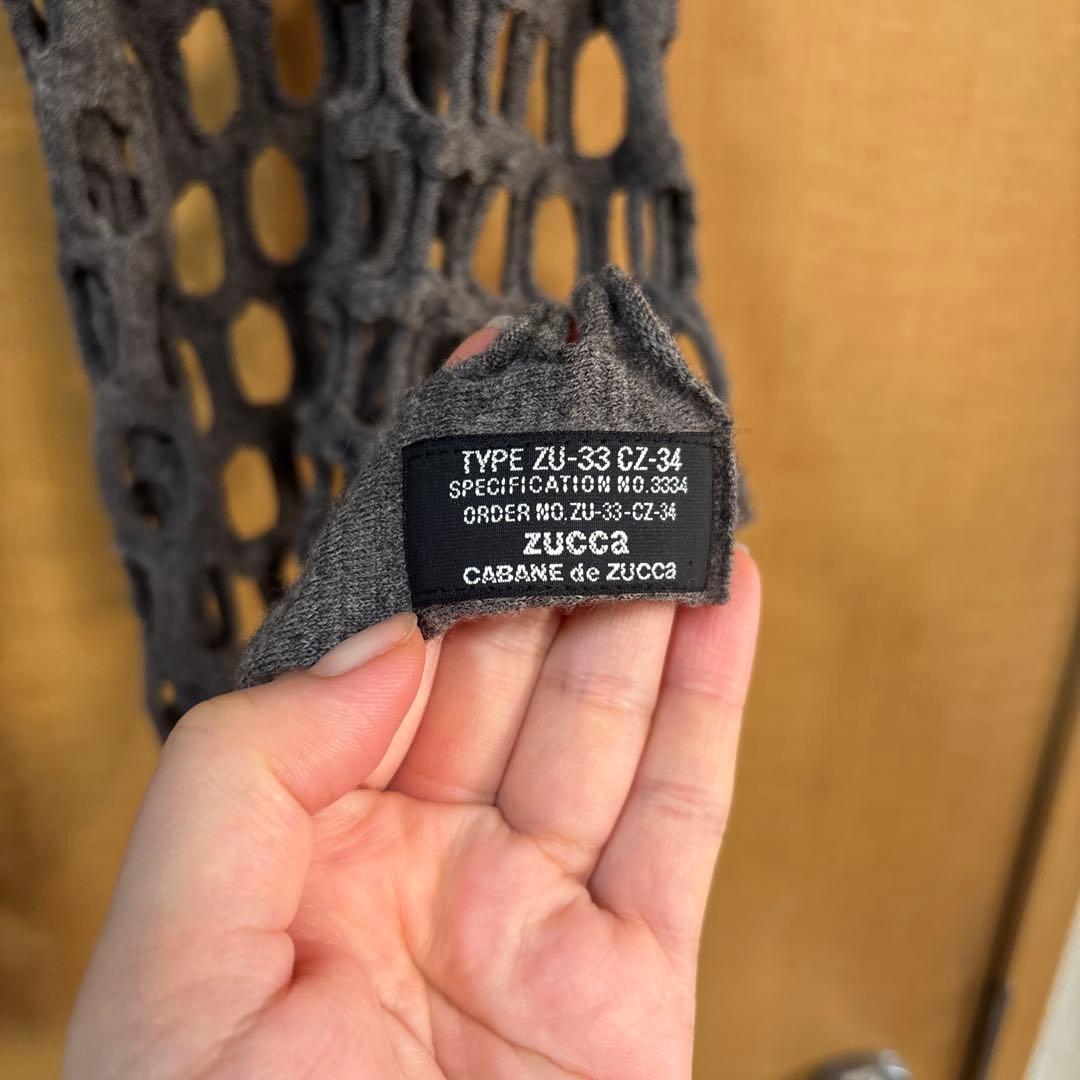 TYPE ZU-33 CZ-34
SPECIFICATION NO.3334
ORDER NO.ZU-33-CZ-34
zucca
CABANE de ZUCCa